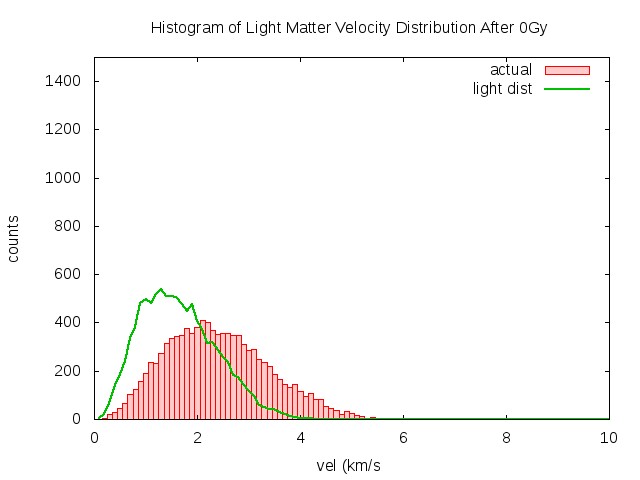 Histogram of Light Matter Velocity Distribution After 0Gy
actual
light dist
1400
1200
1000
800
600
400
200
0
counts
0 2 4 6 8 10
vel (km/s